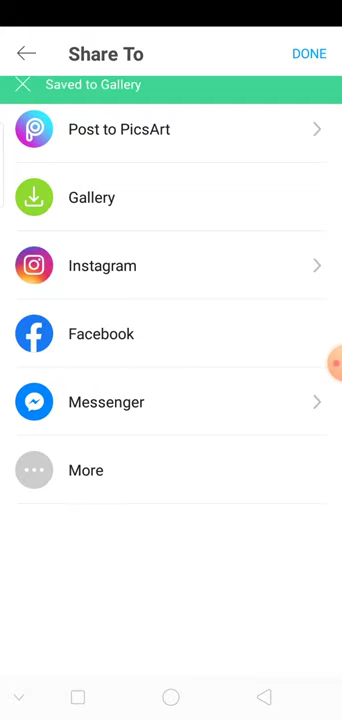 Share To
DONE
Saved to Gallery
Post to PicsArt
Gallery
Instagram
Facebook
Messenger
More